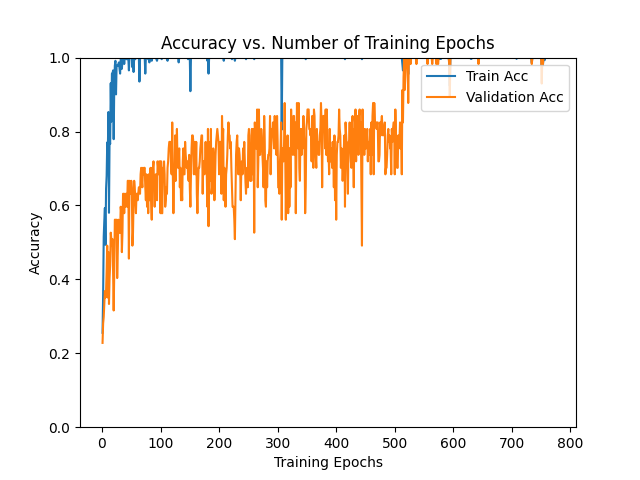 Accuracy vs. Number of Training Epochs
1.0
0.8
0.6
0.4
0.2
0.0
Accuracy
Train Acc
Validation Acc
0 100 200 300 400 500 600 700 800
Training Epochs